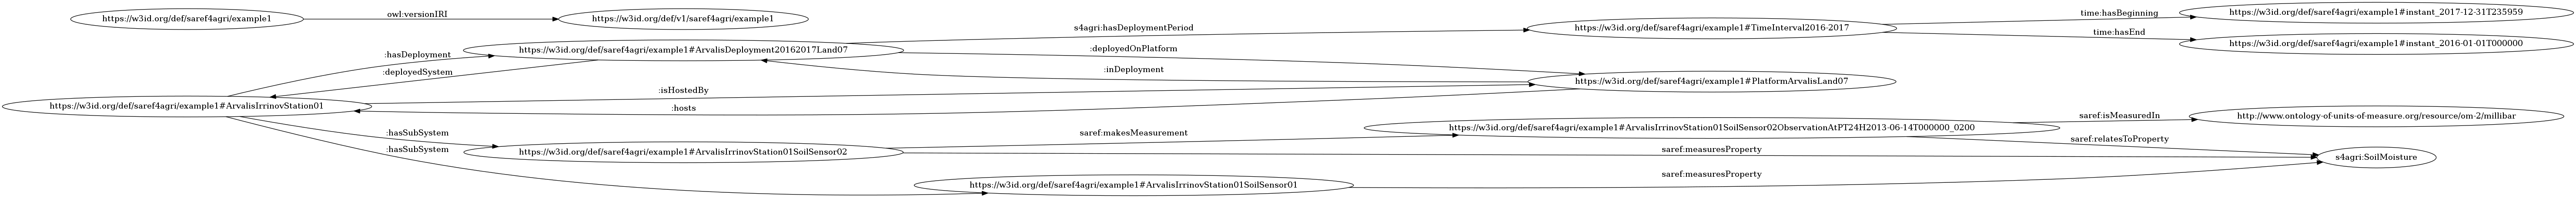 https://w3id.org/def/saref4agri/example1
owl:versionIRI
https://w3id.org/def/v1/saref4agri/example1
s4agri:hasDeploymentPeriod
https://w3id.org/def/saref4agri/example1#TimeInterval2016-2017
time:hasBeginning
https://w3id.org/def/saref4agri/example1#instant_2017-12-31T235959
time:hasEnd
https://w3id.org/def/saref4agri/example1#instant_2016-01-01T000000
:hasDeployment
https://w3id.org/def/saref4agri/example1#ArvalisDeployment20162017Land07
:deployedOnPlatform
:deployedSystem
:inDeployment
https://w3id.org/def/saref4agri/example1#PlatformArvalisLand07
https://w3id.org/def/saref4agri/example1#ArvalisIrrinovStation01
:isHostedBy
:hosts
:hasSubSystem
saref:makesMeasurement
https://w3id.org/def/saref4agri/example1#ArvalisIrrinovStation01SoilSensor02ObservationAtPT24H2013-06-14T000000_0200
saref:isMeasuredIn
http://www.ontology-of-units-of-measure.org/resource/om-2/millibar
saref:relatesToProperty
:hasSubSystem
https://w3id.org/def/saref4agri/example1#ArvalisIrrinovStation01SoilSensor02
saref:measuresProperty
s4agri:SoilMoisture
https://w3id.org/def/saref4agri/example1#ArvalisIrrinovStation01SoilSensor01
saref:measuresProperty